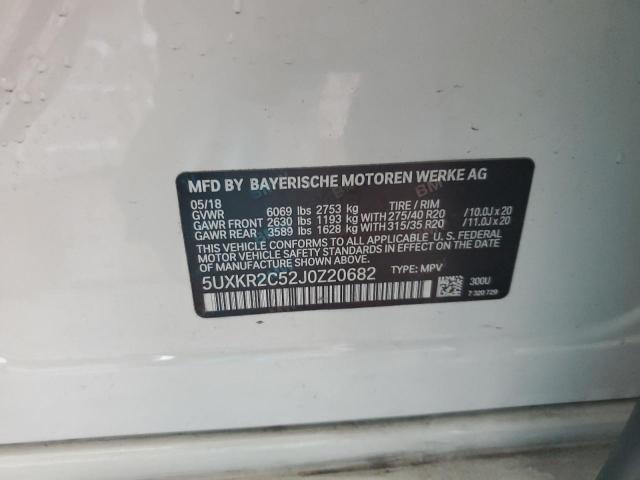 MFD BY BAYERISCHE MOTOREN WERKE AG
05/18 TIRE / RIM
GVWR 6069 lbs 2753 kg
GAWR FRONT 2630 lbs 1193 kg WITH 275/40 R20 /10.0J x 20
GAWR REAR 3589 lbs 1628 kg WITH 315/35 R20 /11.0J x 20
THIS VEHICLE CONFORMS TO ALL APPLICABLE U. S. FEDERAL
MOTOR VEHICLE SAFETY STANDARDS IN EFFECT ON THE
DATE OF MANUFACTURE SHOWN ABOVE.
5UXKR2C52J0Z20682 TYPE: MPV
300U
7 320 729